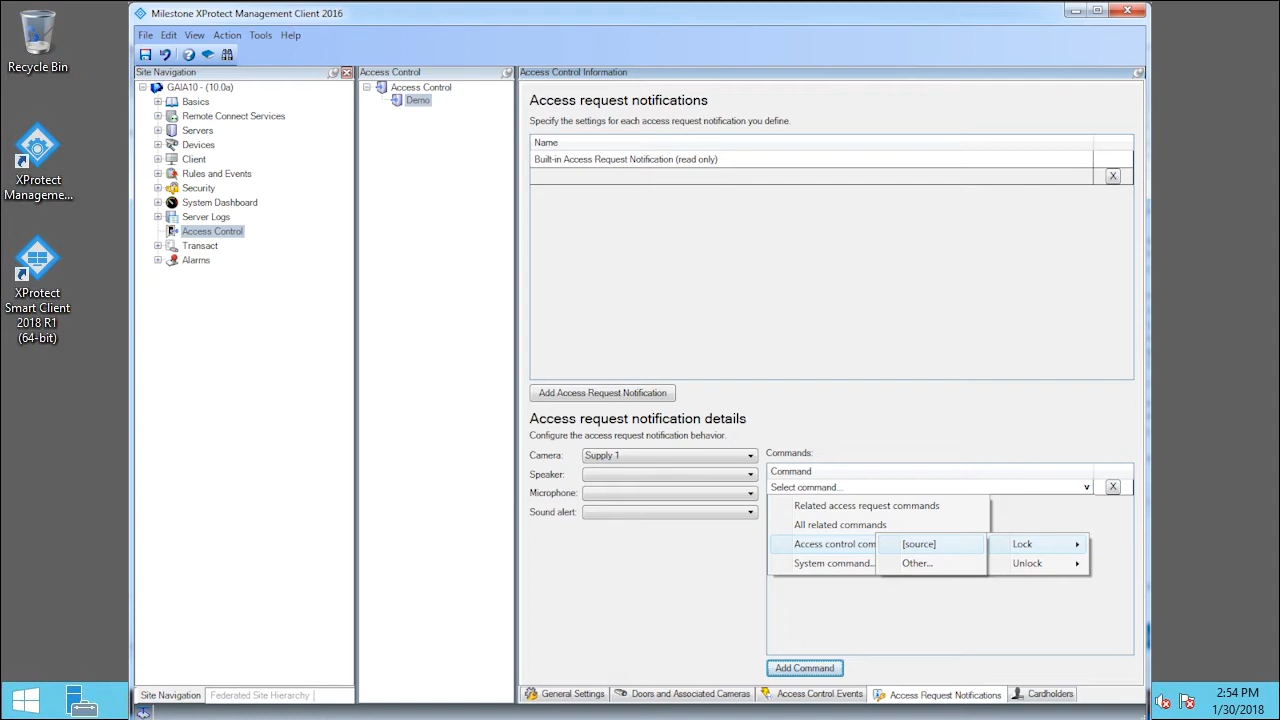 Recycle Bin
XProtect
Manageme...
XProtect
Smart Client
2018 R1
(64-bit)
Milestone XProtect Management Client 2016
File Edit View Action Tools Help
Site Navigation
GAIA10 - (10.0a)
Basics
Remote Connect Services
Servers
Devices
Client
Rules and Events
Security
System Dashboard
Server Logs
Access Control
Transact
Alarms
Site Navigation Federated Site Hierarchy
Access Control
Access Control
Demo
Access Control Information
Access request notifications
Specify the settings for each access request notification you define.
Name
Built-in Access Request Notification (read only)
X
Add Access Request Notification
Access request notification details
Configure the access request notification behavior.
Camera: Supply 1
Speaker:
Microphone:
Sound alert:
Commands:
Command
Select command... X
Related access request commands
All related commands
Access control com
System command...
[source]
Other...
Lock
Unlock
Add Command
General Settings Doors and Associated Cameras Access Control Events Access Request Notifications Cardholders
2:54 PM
1/30/2018